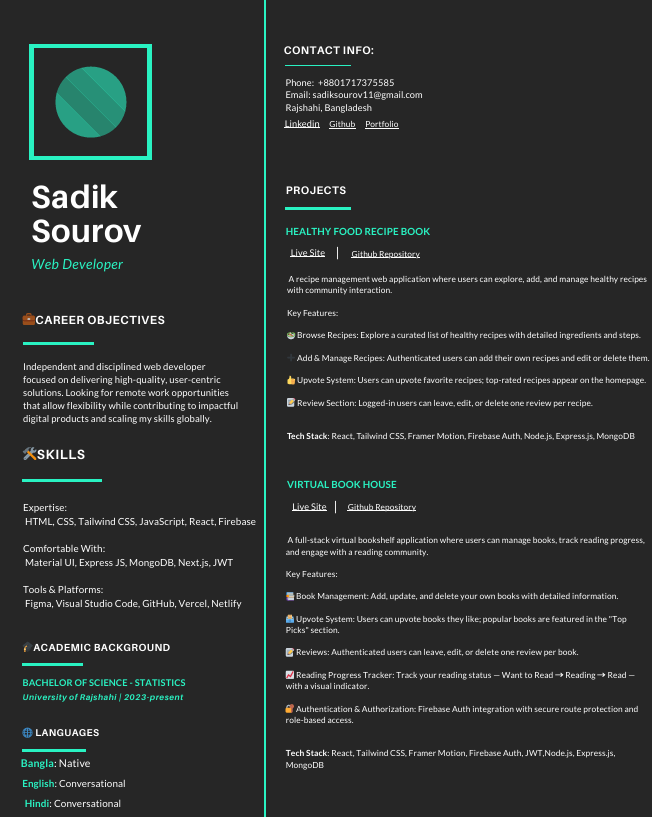 Sadik
Sourov
Web Developer
💼CAREER OBJECTIVES
Independent and disciplined web developer
focused on delivering high-quality, user-centric
solutions. Looking for remote work opportunities
that allow flexibility while contributing to impactful
digital products and scaling my skills globally.
🛠SKILLS
Expertise:
HTML, CSS, Tailwind CSS, JavaScript, React, Firebase
Comfortable With:
Material UI, Express JS, MongoDB, Next.js, JWT
Tools & Platforms:
Figma, Visual Studio Code, GitHub, Vercel, Netlify
🎓ACADEMIC BACKGROUND
BACHELOR OF SCIENCE - STATISTICS
University of Rajshahi | 2023-present
🌐 LANGUAGES
Bangla: Native
English: Conversational
Hindi: Conversational
CONTACT INFO:
Phone: +8801717375585
Email: sadiksourov11@gmail.com
Rajshahi, Bangladesh
Linkedin Github Portfolio
PROJECTS
HEALTHY FOOD RECIPE BOOK
Live Site | Github Repository
A recipe management web application where users can explore, add, and manage healthy recipes
with community interaction.
Key Features:
🥗Browse Recipes: Explore a curated list of healthy recipes with detailed ingredients and steps.
➕Add & Manage Recipes: Authenticated users can add their own recipes and edit or delete them.
👍Upvote System: Users can upvote favorite recipes; top-rated recipes appear on the homepage.
📝Review Section: Logged-in users can leave, edit, or delete one review per recipe.
Tech Stack: React, Tailwind CSS, Framer Motion, Firebase Auth, Node.js, Express.js, MongoDB
VIRTUAL BOOK HOUSE
Live Site | Github Repository
A full-stack virtual bookshelf application where users can manage books, track reading progress,
and engage with a reading community.
Key Features:
📚Book Management: Add, update, and delete your own books with detailed information.
🗳Upvote System: Users can upvote books they like; popular books are featured in the "Top
Picks" section.
📝Reviews: Authenticated users can leave, edit, or delete one review per book.
📈Reading Progress Tracker: Track your reading status — Want to Read → Reading → Read —
with a visual indicator.
🔐Authentication & Authorization: Firebase Auth integration with secure route protection and
role-based access.
Tech Stack: React, Tailwind CSS, Framer Motion, Firebase Auth, JWT,Node.js, Express.js,
MongoDB